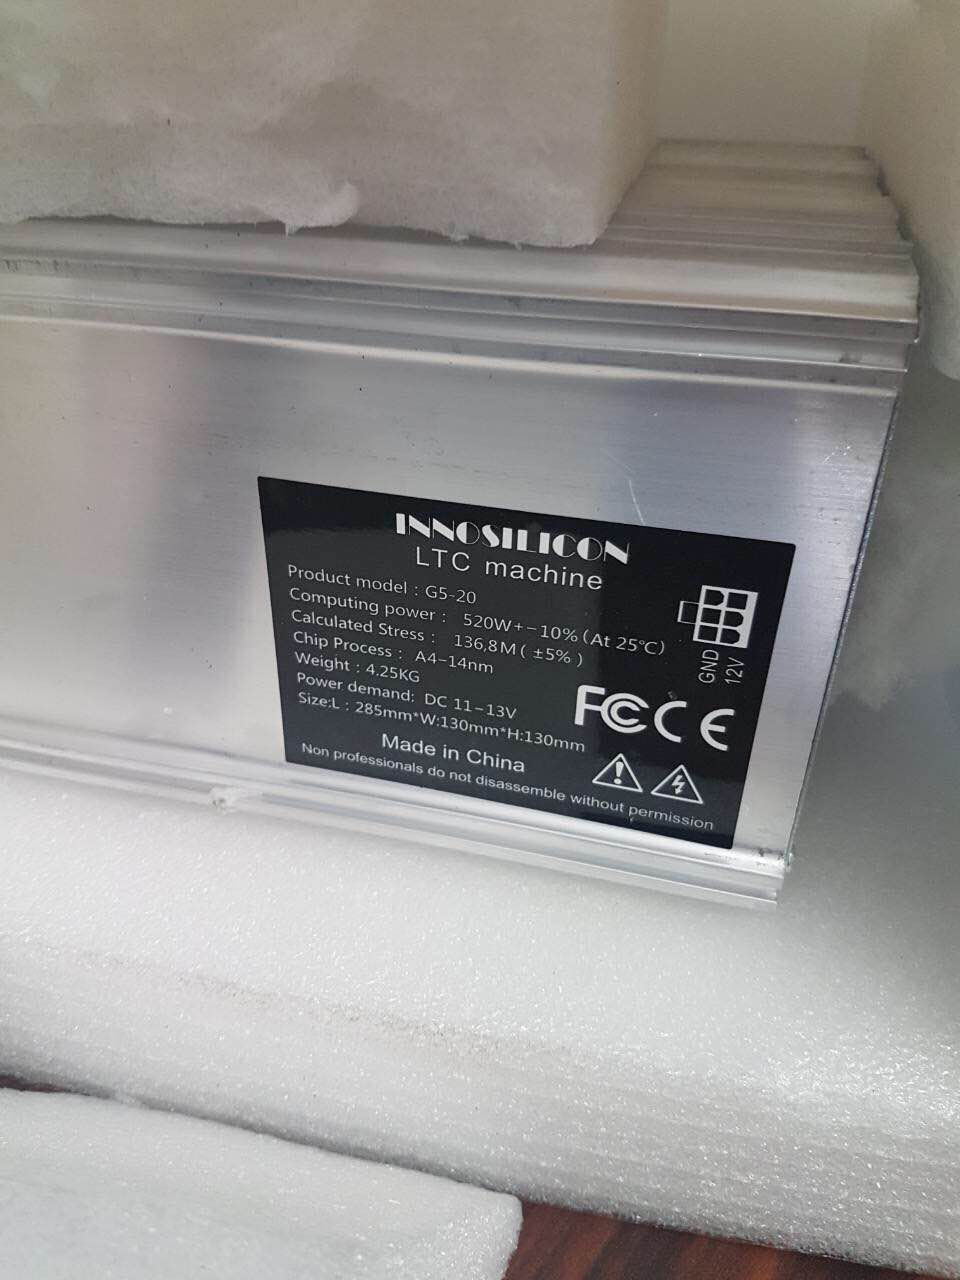 INNOSILICON
LTC machine
Product model : G5-20
Computing power : 520W+-10%(At 25℃)
Calculated Stress : 136,8M( ±5% )
Chip Process : A4-14nm
Weight : 4.25KG
Power demand: DC 11-13V
Size:L : 285mm*W:130mm*H:130mm
GND
12V
FCC CE
Made in China
Non professionals do not disassemble without permission